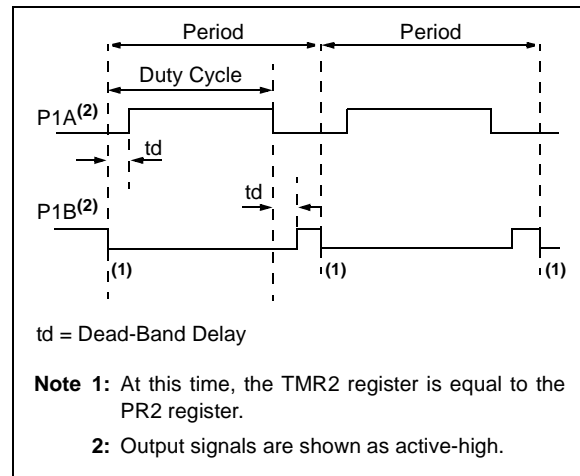 Period Period
Duty Cycle
P1A(2)
td
td
P1B(2)
(1) (1) (1)
td = Dead-Band Delay
Note 1: At this time, the TMR2 register is equal to the
PR2 register.
2: Output signals are shown as active-high.